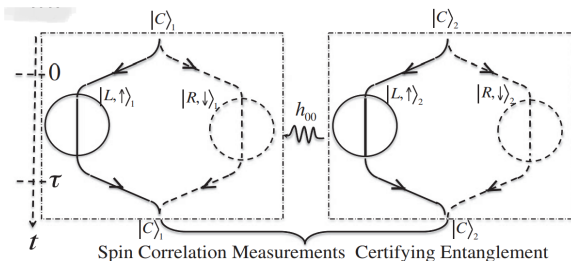 |C⟩₁ |C⟩₂
0
|L,↑⟩₁ |R,↓⟩₁ h₀₀ |L,↑⟩₂ |R,↓⟩₂
τ
|C⟩₁ |C⟩₂
t
Spin Correlation Measurements Certifying Entanglement